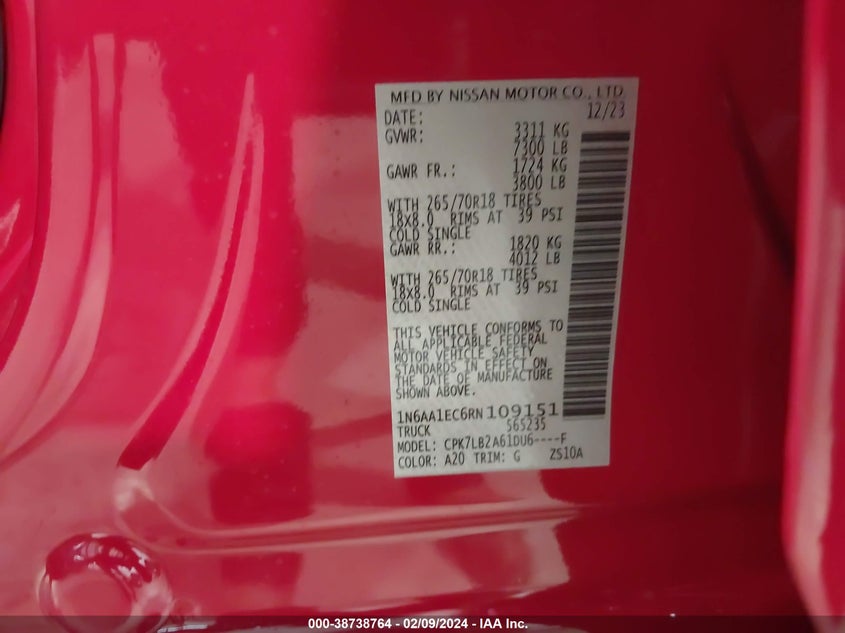 MFD BY NISSAN MOTOR CO., LTD.
DATE: 12/23
GVWR: 3311 KG
7300 LB
GAWR FR.: 1724 KG
3800 LB
WITH 265/70R18 TIRES
18x8.0 RIMS AT 39 PSI
COLD SINGLE
GAWR RR.: 1820 KG
4012 LB
WITH 265/70R18 TIRES
18x8.0 RIMS AT 39 PSI
COLD SINGLE
THIS VEHICLE CONFORMS TO
ALL APPLICABLE FEDERAL
MOTOR VEHICLE SAFETY
STANDARDS IN EFFECT ON
THE DATE OF MANUFACTURE
SHOWN ABOVE.
1N6AA1EC6RN109151
TRUCK 565235
MODEL: CPK7LB2A61DU6----F
COLOR: A20 TRIM: G ZS10A
000-38738764 - 02/09/2024 - IAA Inc.